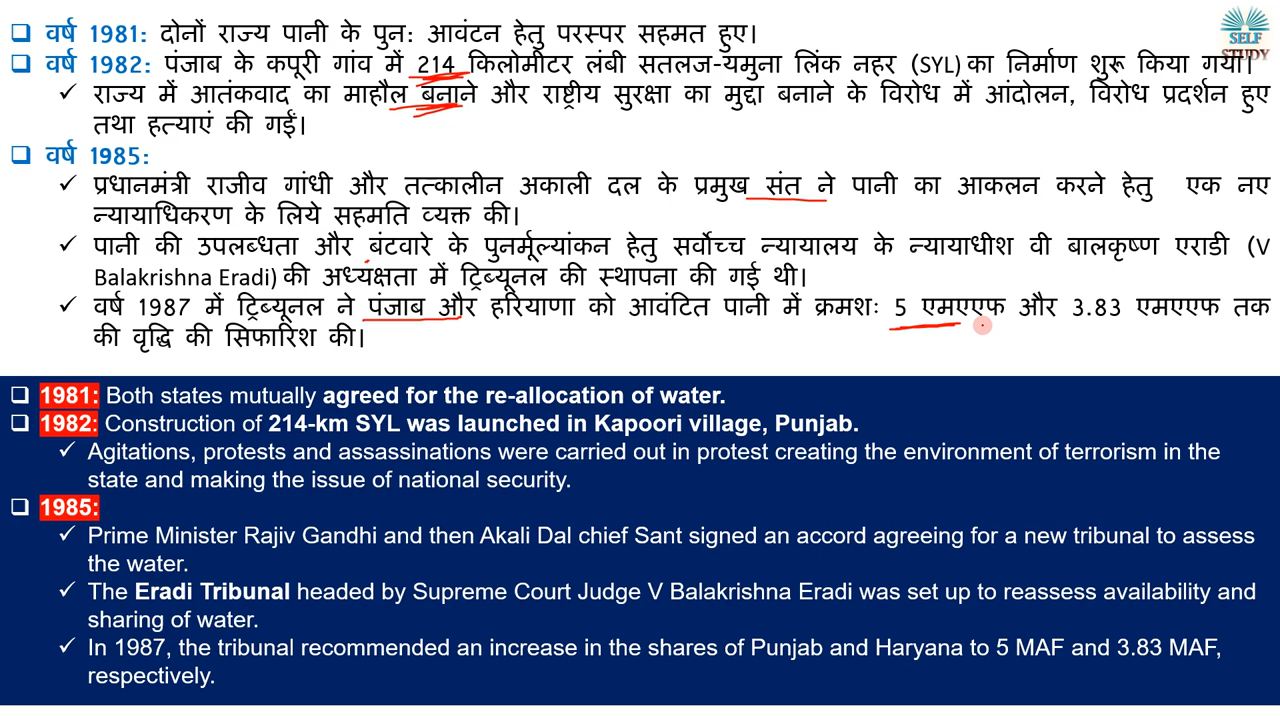 SELF
STUDY
❑ वर्ष 1981: दोनों राज्य पानी के पुन: आवंटन हेतु परस्पर सहमत हुए।
❑ वर्ष 1982: पंजाब के कपूरी गांव में 214 किलोमीटर लंबी सतलज-यमुना लिंक नहर (SYL) का निर्माण शुरू किया गया।
✓ राज्य में आतंकवाद का माहौल बनाने और राष्ट्रीय सुरक्षा का मुद्दा बनाने के विरोध में आंदोलन, विरोध प्रदर्शन हुए
तथा हत्याएं की गईं।
❑ वर्ष 1985:
✓ प्रधानमंत्री राजीव गांधी और तत्कालीन अकाली दल के प्रमुख संत ने पानी का आकलन करने हेतु एक नए
न्यायाधिकरण के लिये सहमति व्यक्त की।
✓ पानी की उपलब्धता और बंटवारे के पुनर्मूल्यांकन हेतु सर्वोच्च न्यायालय के न्यायाधीश वी बालकृष्ण एराडी (V
Balakrishna Eradi) की अध्यक्षता में ट्रिब्यूनल की स्थापना की गई थी।
✓ वर्ष 1987 में ट्रिब्यूनल ने पंजाब और हरियाणा को आवंटित पानी में क्रमशः 5 एमएएफ और 3.83 एमएएफ तक
की वृद्धि की सिफारिश की।
❑ 1981: Both states mutually agreed for the re-allocation of water.
❑ 1982: Construction of 214-km SYL was launched in Kapoori village, Punjab.
✓ Agitations, protests and assassinations were carried out in protest creating the environment of terrorism in the
state and making the issue of national security.
❑ 1985:
✓ Prime Minister Rajiv Gandhi and then Akali Dal chief Sant signed an accord agreeing for a new tribunal to assess
the water.
✓ The Eradi Tribunal headed by Supreme Court Judge V Balakrishna Eradi was set up to reassess availability and
sharing of water.
✓ In 1987, the tribunal recommended an increase in the shares of Punjab and Haryana to 5 MAF and 3.83 MAF,
respectively.